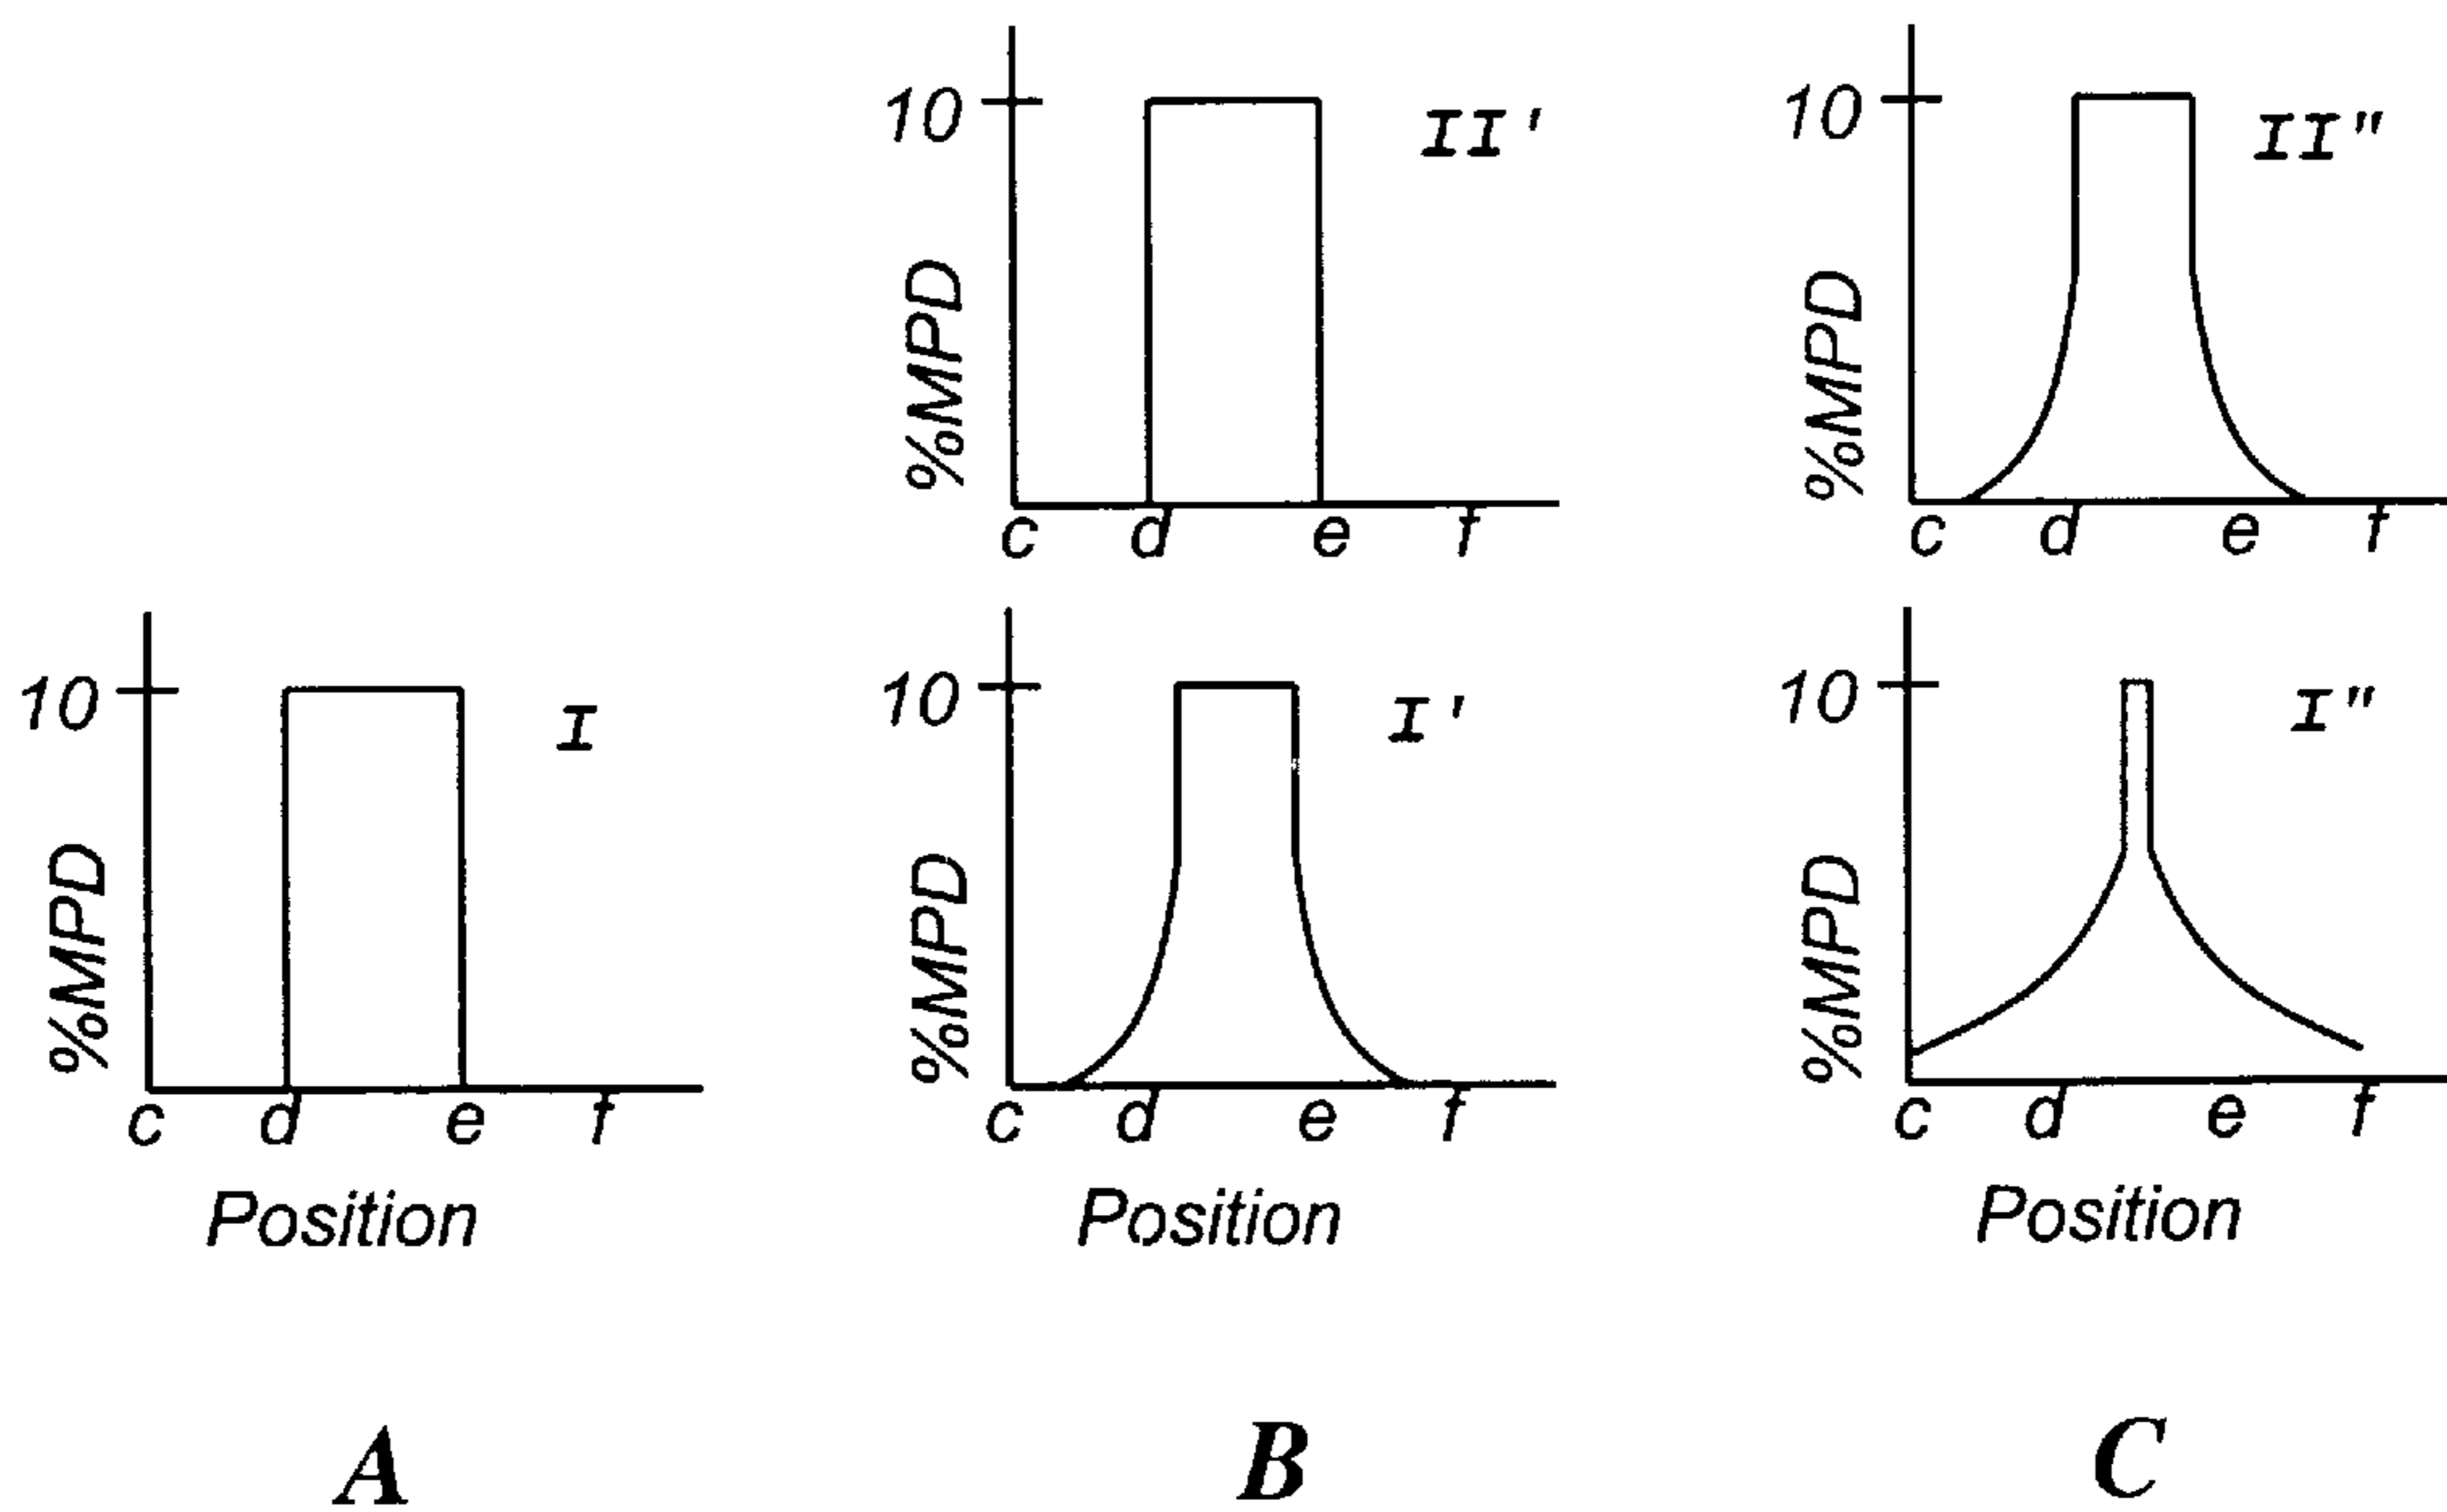 10
II'
%MPD
c d e f
10
II"
%MPD
c d e f
10
I
%MPD
c d e f
Position
A
10
I'
%MPD
c d e f
Position
B
10
I"
%MPD
c d e f
Position
C